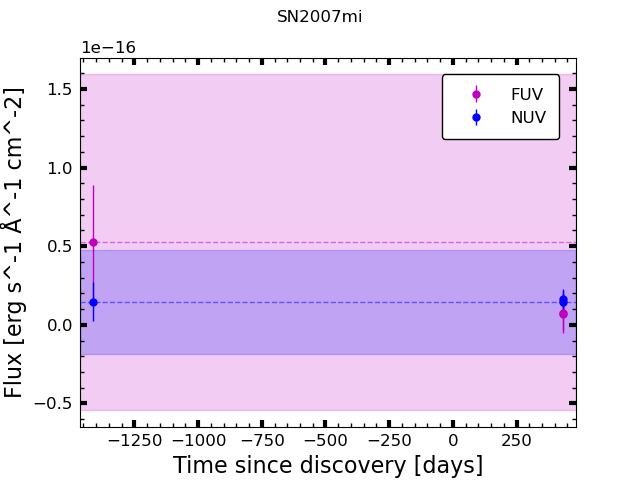 SN2007mi
1e−16
1.5
1.0
0.5
0.0
−0.5
Flux [erg s^-1 Å^-1 cm^-2]
FUV
NUV
−1250 −1000 −750 −500 −250 0 250
Time since discovery [days]